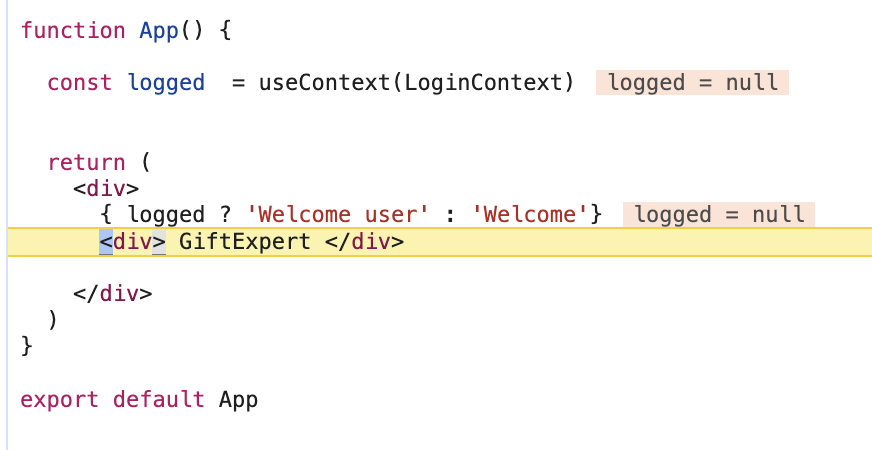 function App() {
const logged = useContext(LoginContext) logged = null
return (
<div>
{ logged ? 'Welcome user' : 'Welcome'} logged = null
<div> GiftExpert </div>
</div>
)
}
export default App